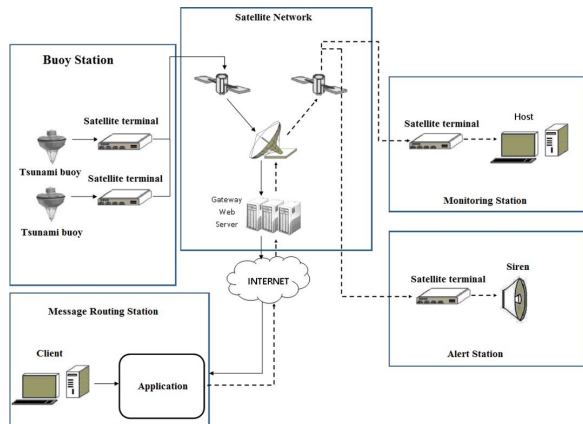 Satellite Network
Buoy Station
Satellite terminal
Tsunami buoy
Satellite terminal
Tsunami buoy
Gateway
Web
Server
INTERNET
Satellite terminal
Host
Monitoring Station
Satellite terminal
Siren
Alert Station
Message Routing Station
Client
Application